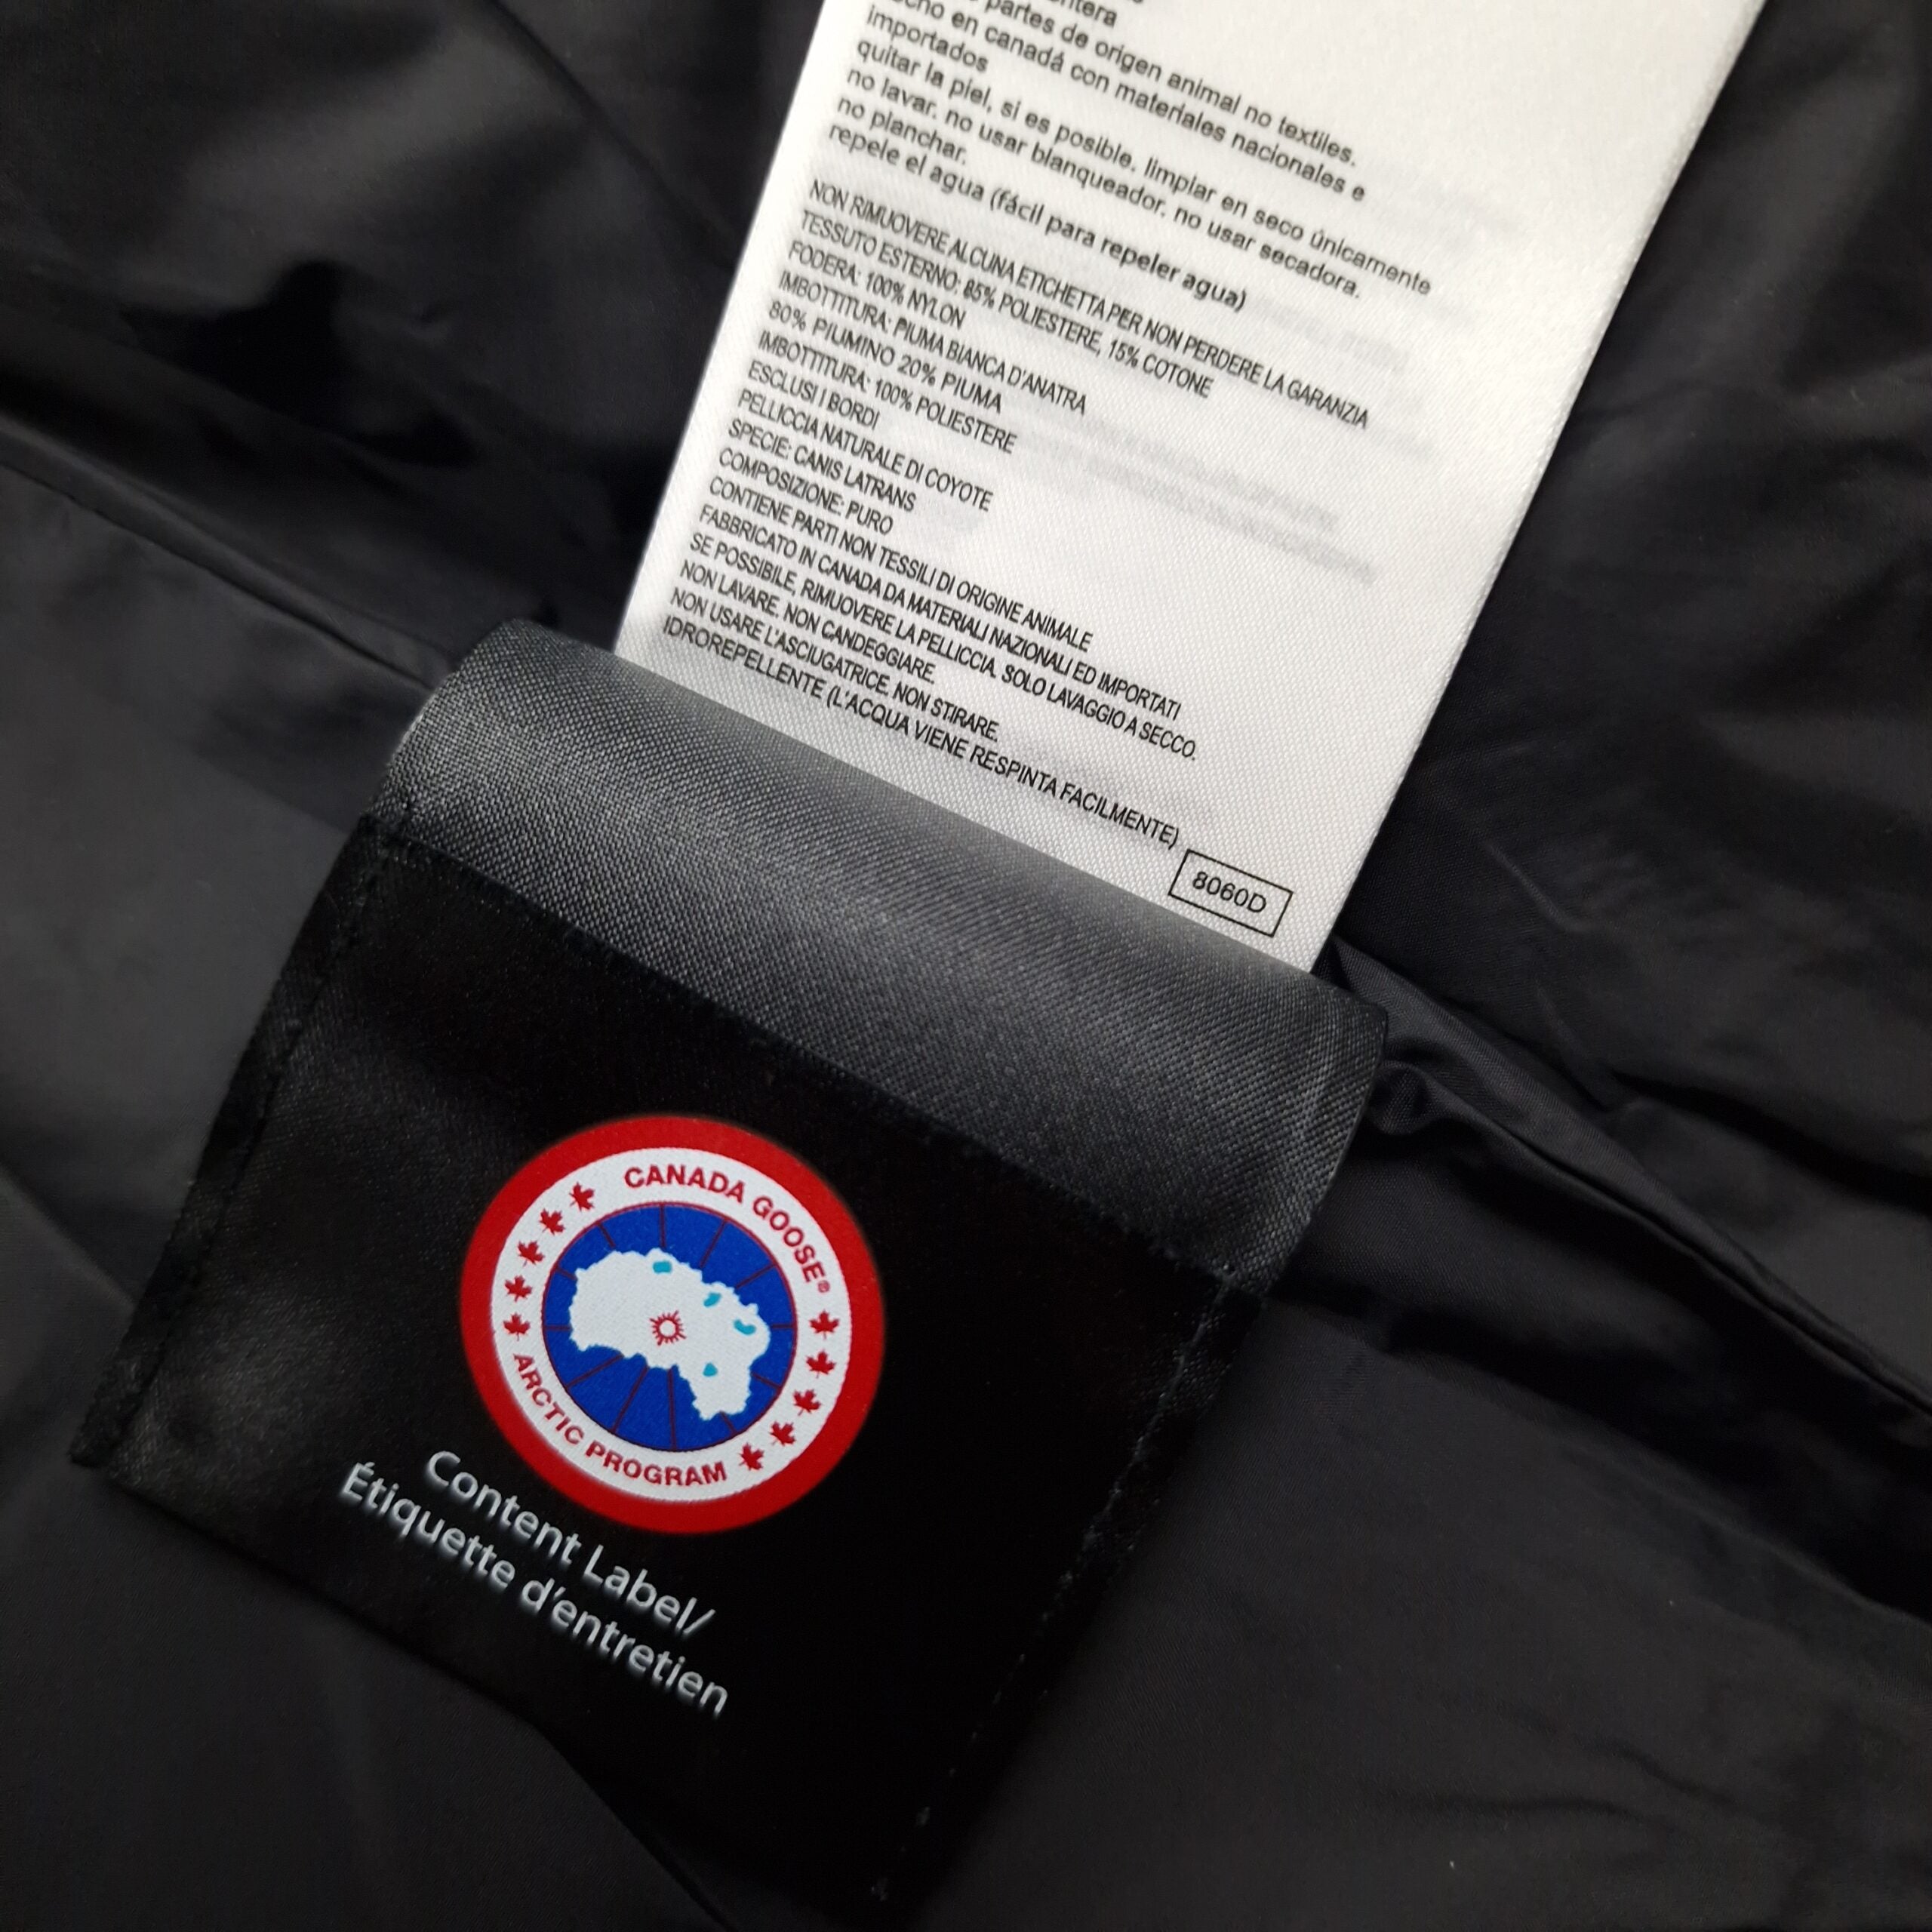 partes de origen animal no textiles.
en canadá con materiales nacionales e
importados
quitar la piel, si es posible. limpiar en seco únicamente
no lavar. no usar blanqueador. no usar secadora.
no planchar.
repele el agua (fácil para repeler agua)
NON RIMUOVERE ALCUNA ETICHETTA PER NON PERDERE LA GARANZIA
TESSUTO ESTERNO: 85% POLIESTERE, 15% COTONE
FODERA: 100% NYLON
IMBOTTITURA: PIUMA BIANCA D'ANATRA
80% PIUMINO 20% PIUMA
IMBOTTITURA: 100% POLIESTERE
ESCLUSI I BORDI
PELLICCIA NATURALE DI COYOTE
SPECIE: CANIS LATRANS
COMPOSIZIONE: PURO
CONTIENE PARTI NON TESSILI DI ORIGINE ANIMALE
FABBRICATO IN CANADA DA MATERIALI NAZIONALI ED IMPORTATI
SE POSSIBILE, RIMUOVERE LA PELLICCIA. SOLO LAVAGGIO A SECCO.
NON LAVARE. NON CANDEGGIARE.
NON USARE L'ASCIUGATRICE. NON STIRARE.
IDROREPELLENTE (L'ACQUA VIENE RESPINTA FACILMENTE)
8060D
CANADA GOOSE®
ARCTIC PROGRAM
Content Label/
Étiquette d'entretien